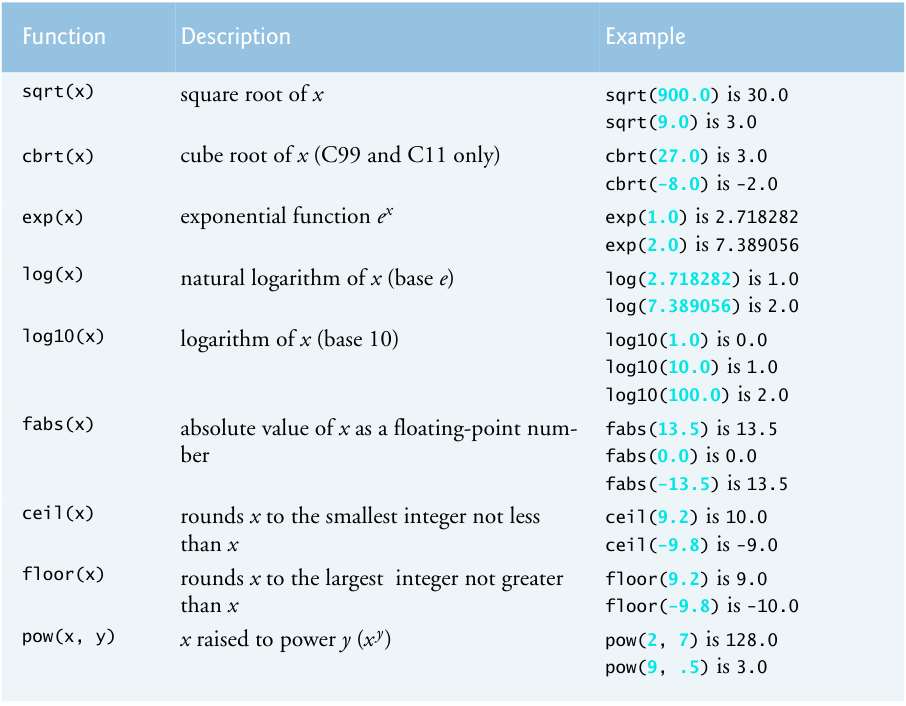 Function Description Example
sqrt(x) square root of x sqrt(900.0) is 30.0
sqrt(9.0) is 3.0
cbrt(x) cube root of x (C99 and C11 only) cbrt(27.0) is 3.0
cbrt(-8.0) is -2.0
exp(x) exponential function eˣ exp(1.0) is 2.718282
exp(2.0) is 7.389056
log(x) natural logarithm of x (base e) log(2.718282) is 1.0
log(7.389056) is 2.0
log10(x) logarithm of x (base 10) log10(1.0) is 0.0
log10(10.0) is 1.0
log10(100.0) is 2.0
fabs(x) absolute value of x as a floating-point num- fabs(13.5) is 13.5
ber fabs(0.0) is 0.0
fabs(-13.5) is 13.5
ceil(x) rounds x to the smallest integer not less ceil(9.2) is 10.0
than x ceil(-9.8) is -9.0
floor(x) rounds x to the largest integer not greater floor(9.2) is 9.0
than x floor(-9.8) is -10.0
pow(x, y) x raised to power y (xʸ) pow(2, 7) is 128.0
pow(9, .5) is 3.0